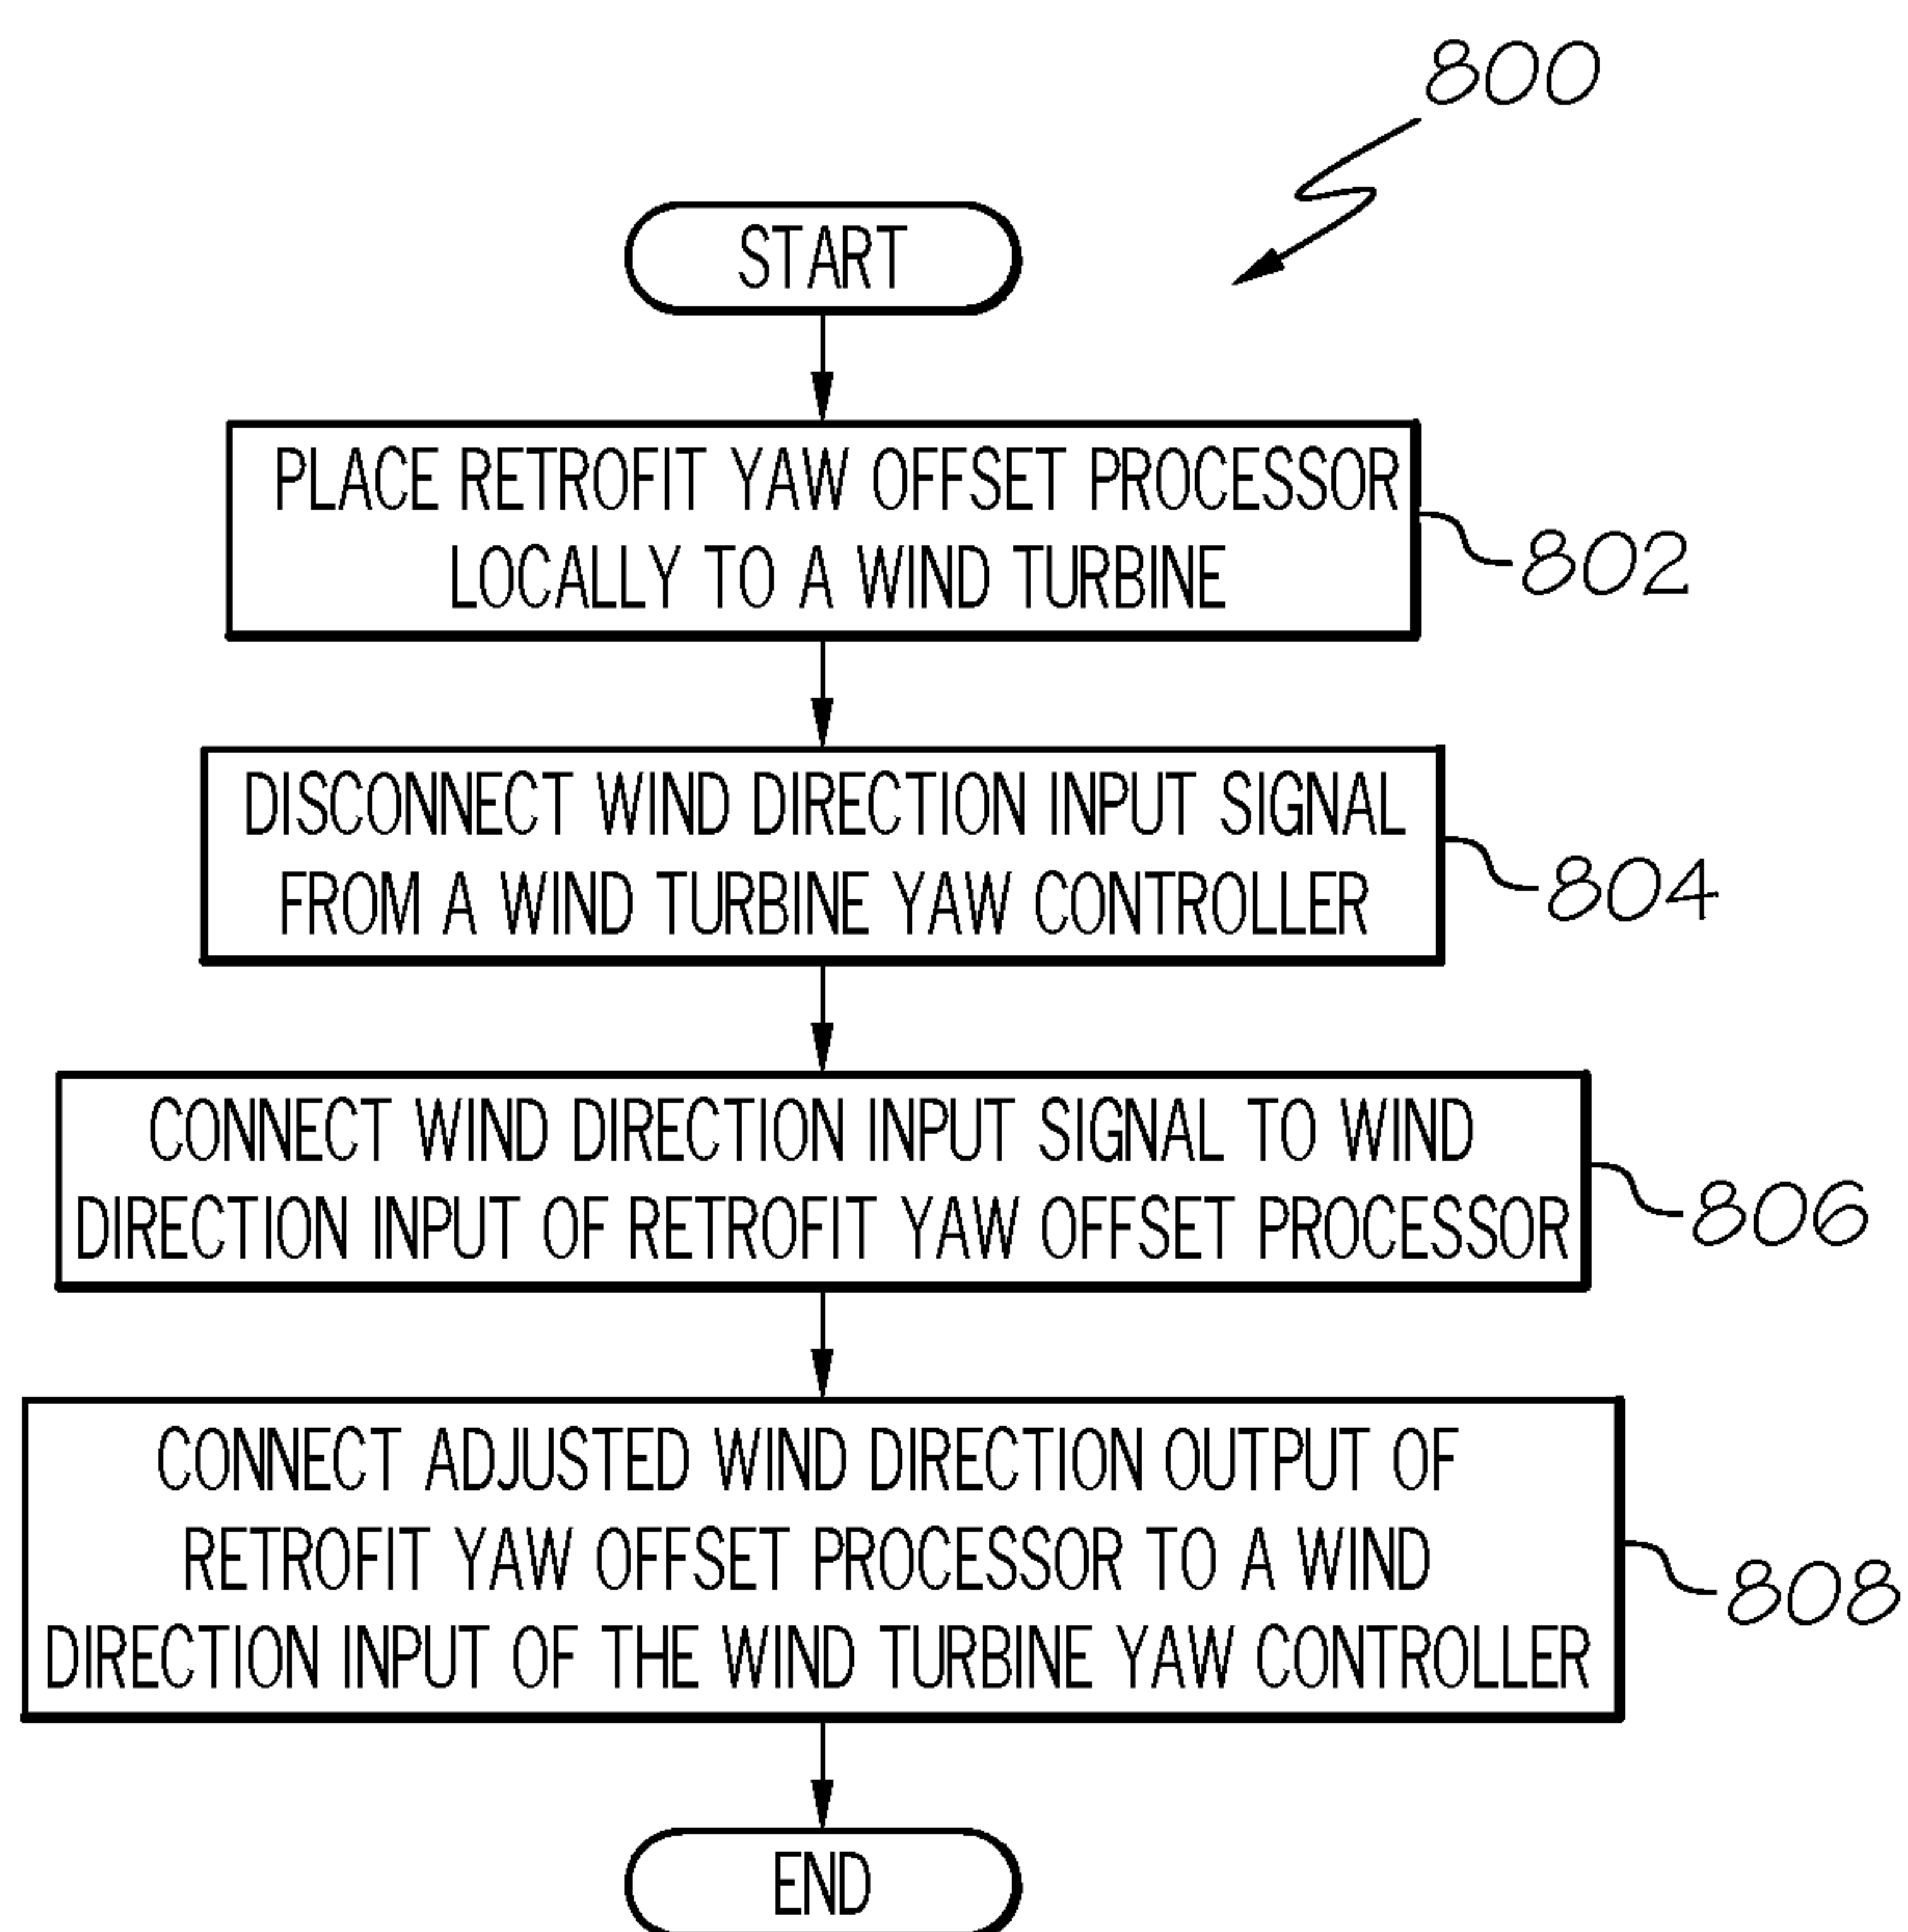 800
START
PLACE RETROFIT YAW OFFSET PROCESSOR
LOCALLY TO A WIND TURBINE
802
DISCONNECT WIND DIRECTION INPUT SIGNAL
FROM A WIND TURBINE YAW CONTROLLER
804
CONNECT WIND DIRECTION INPUT SIGNAL TO WIND
DIRECTION INPUT OF RETROFIT YAW OFFSET PROCESSOR
806
CONNECT ADJUSTED WIND DIRECTION OUTPUT OF
RETROFIT YAW OFFSET PROCESSOR TO A WIND
DIRECTION INPUT OF THE WIND TURBINE YAW CONTROLLER
808
END